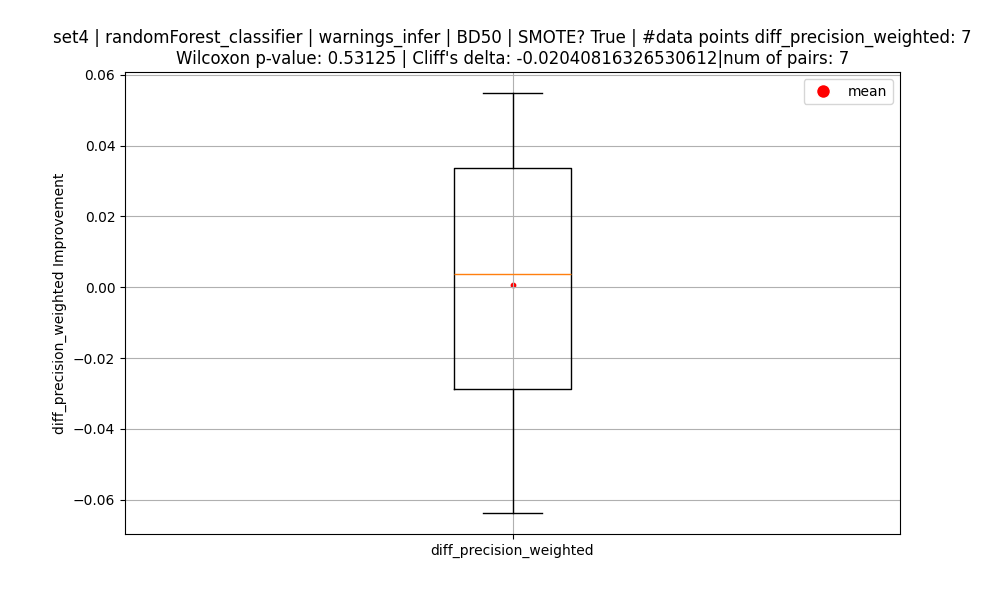 set4 | randomForest_classifier | warnings_infer | BD50 | SMOTE? True | #data points diff_precision_weighted: 7
Wilcoxon p-value: 0.53125 | Cliff's delta: -0.02040816326530612|num of pairs: 7
mean
0.06
0.04
0.02
0.00
−0.02
−0.04
−0.06
diff_precision_weighted Improvement
diff_precision_weighted